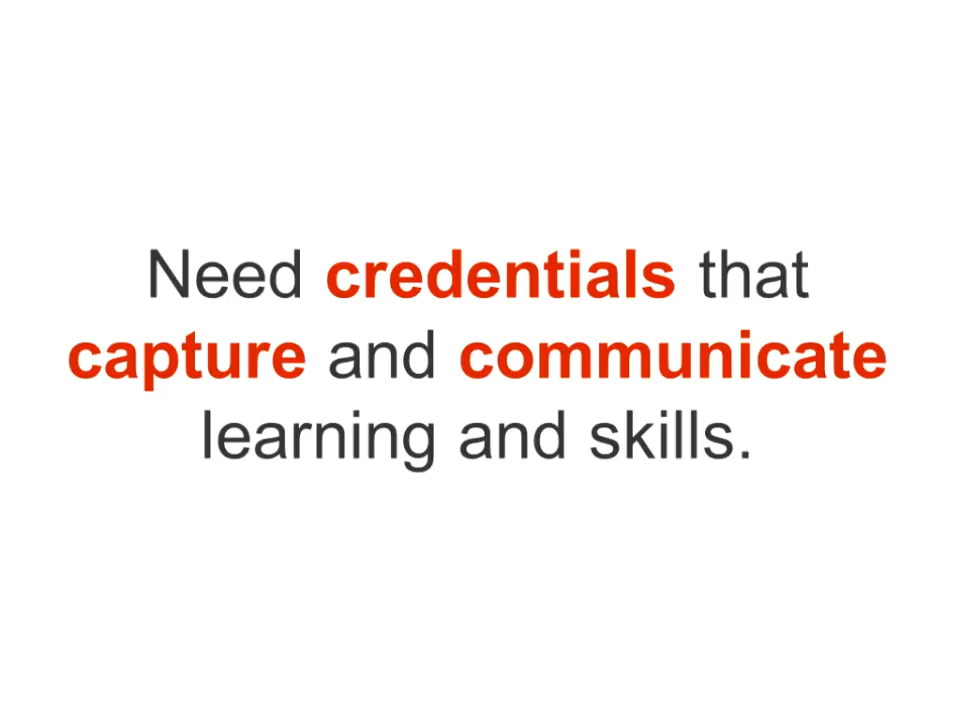 Need credentials that
capture and communicate
learning and skills.